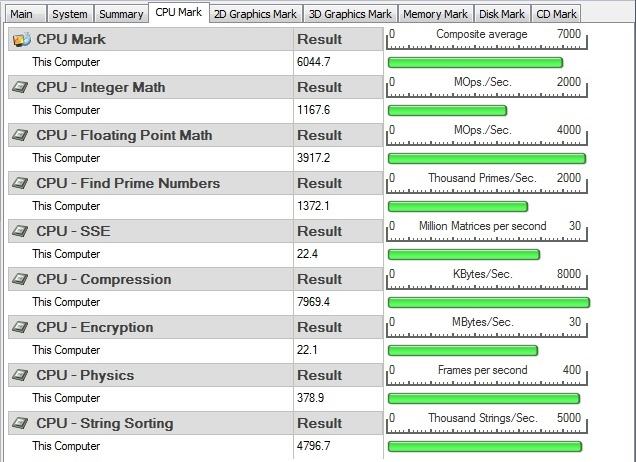 Main System Summary CPU Mark 2D Graphics Mark 3D Graphics Mark Memory Mark Disk Mark CD Mark
CPU Mark Result 0 Composite average 7000
This Computer 6044.7
CPU - Integer Math Result 0 MOps./Sec. 2000
This Computer 1167.6
CPU - Floating Point Math Result 0 MOps./Sec. 4000
This Computer 3917.2
CPU - Find Prime Numbers Result 0 Thousand Primes/Sec. 2000
This Computer 1372.1
CPU - SSE Result 0 Million Matrices per second 30
This Computer 22.4
CPU - Compression Result 0 KBytes/Sec. 8000
This Computer 7969.4
CPU - Encryption Result 0 MBytes/Sec. 30
This Computer 22.1
CPU - Physics Result 0 Frames per second 400
This Computer 378.9
CPU - String Sorting Result 0 Thousand Strings/Sec. 5000
This Computer 4796.7